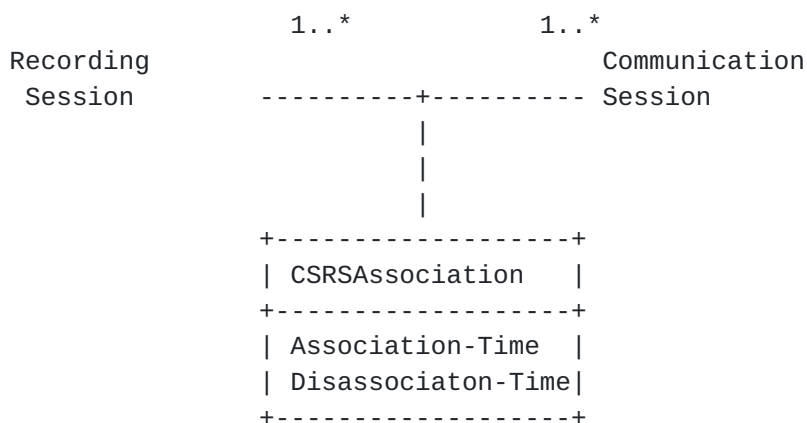 1..* 1..*
Recording Communication
Session ----------+---------- Session
|
|
|
+-------------------+
| CSRSAssociation |
+-------------------+
| Association-Time |
| Disassociaton-Time|
+-------------------+